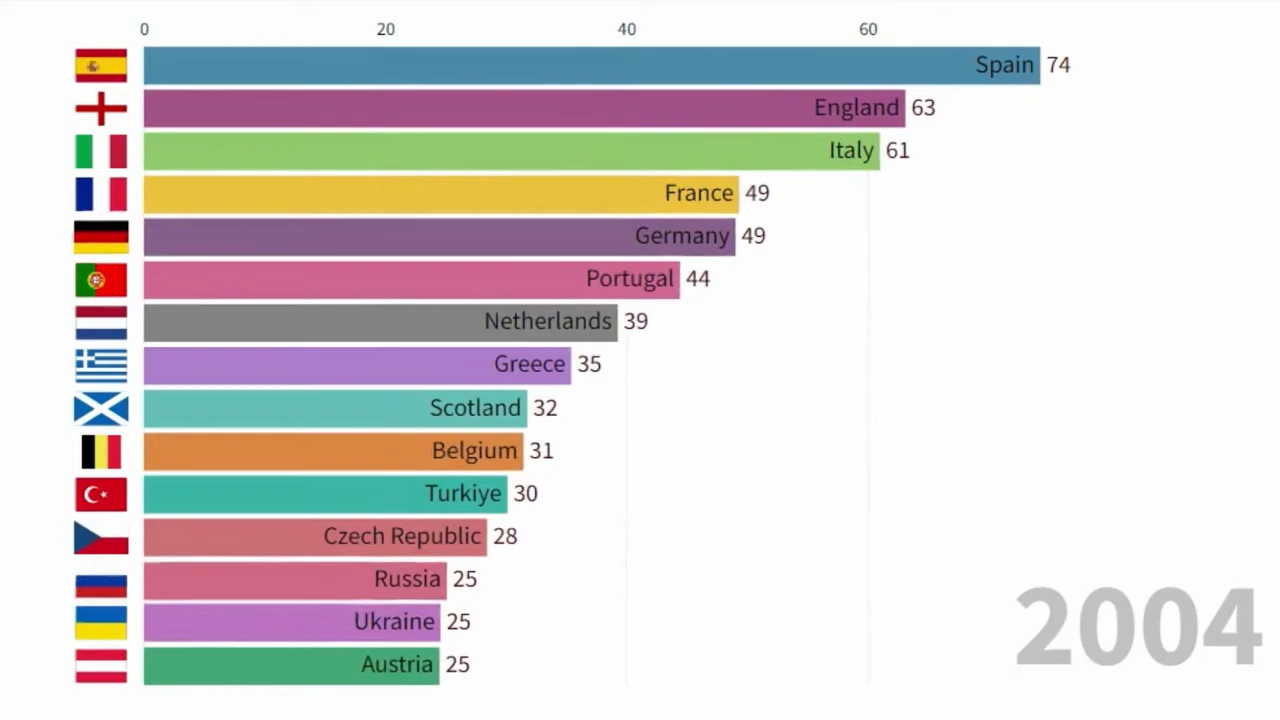 0 20 40 60
Spain 74
England 63
Italy 61
France 49
Germany 49
Portugal 44
Netherlands 39
Greece 35
Scotland 32
Belgium 31
Turkiye 30
Czech Republic 28
Russia 25
Ukraine 25
Austria 25
2004